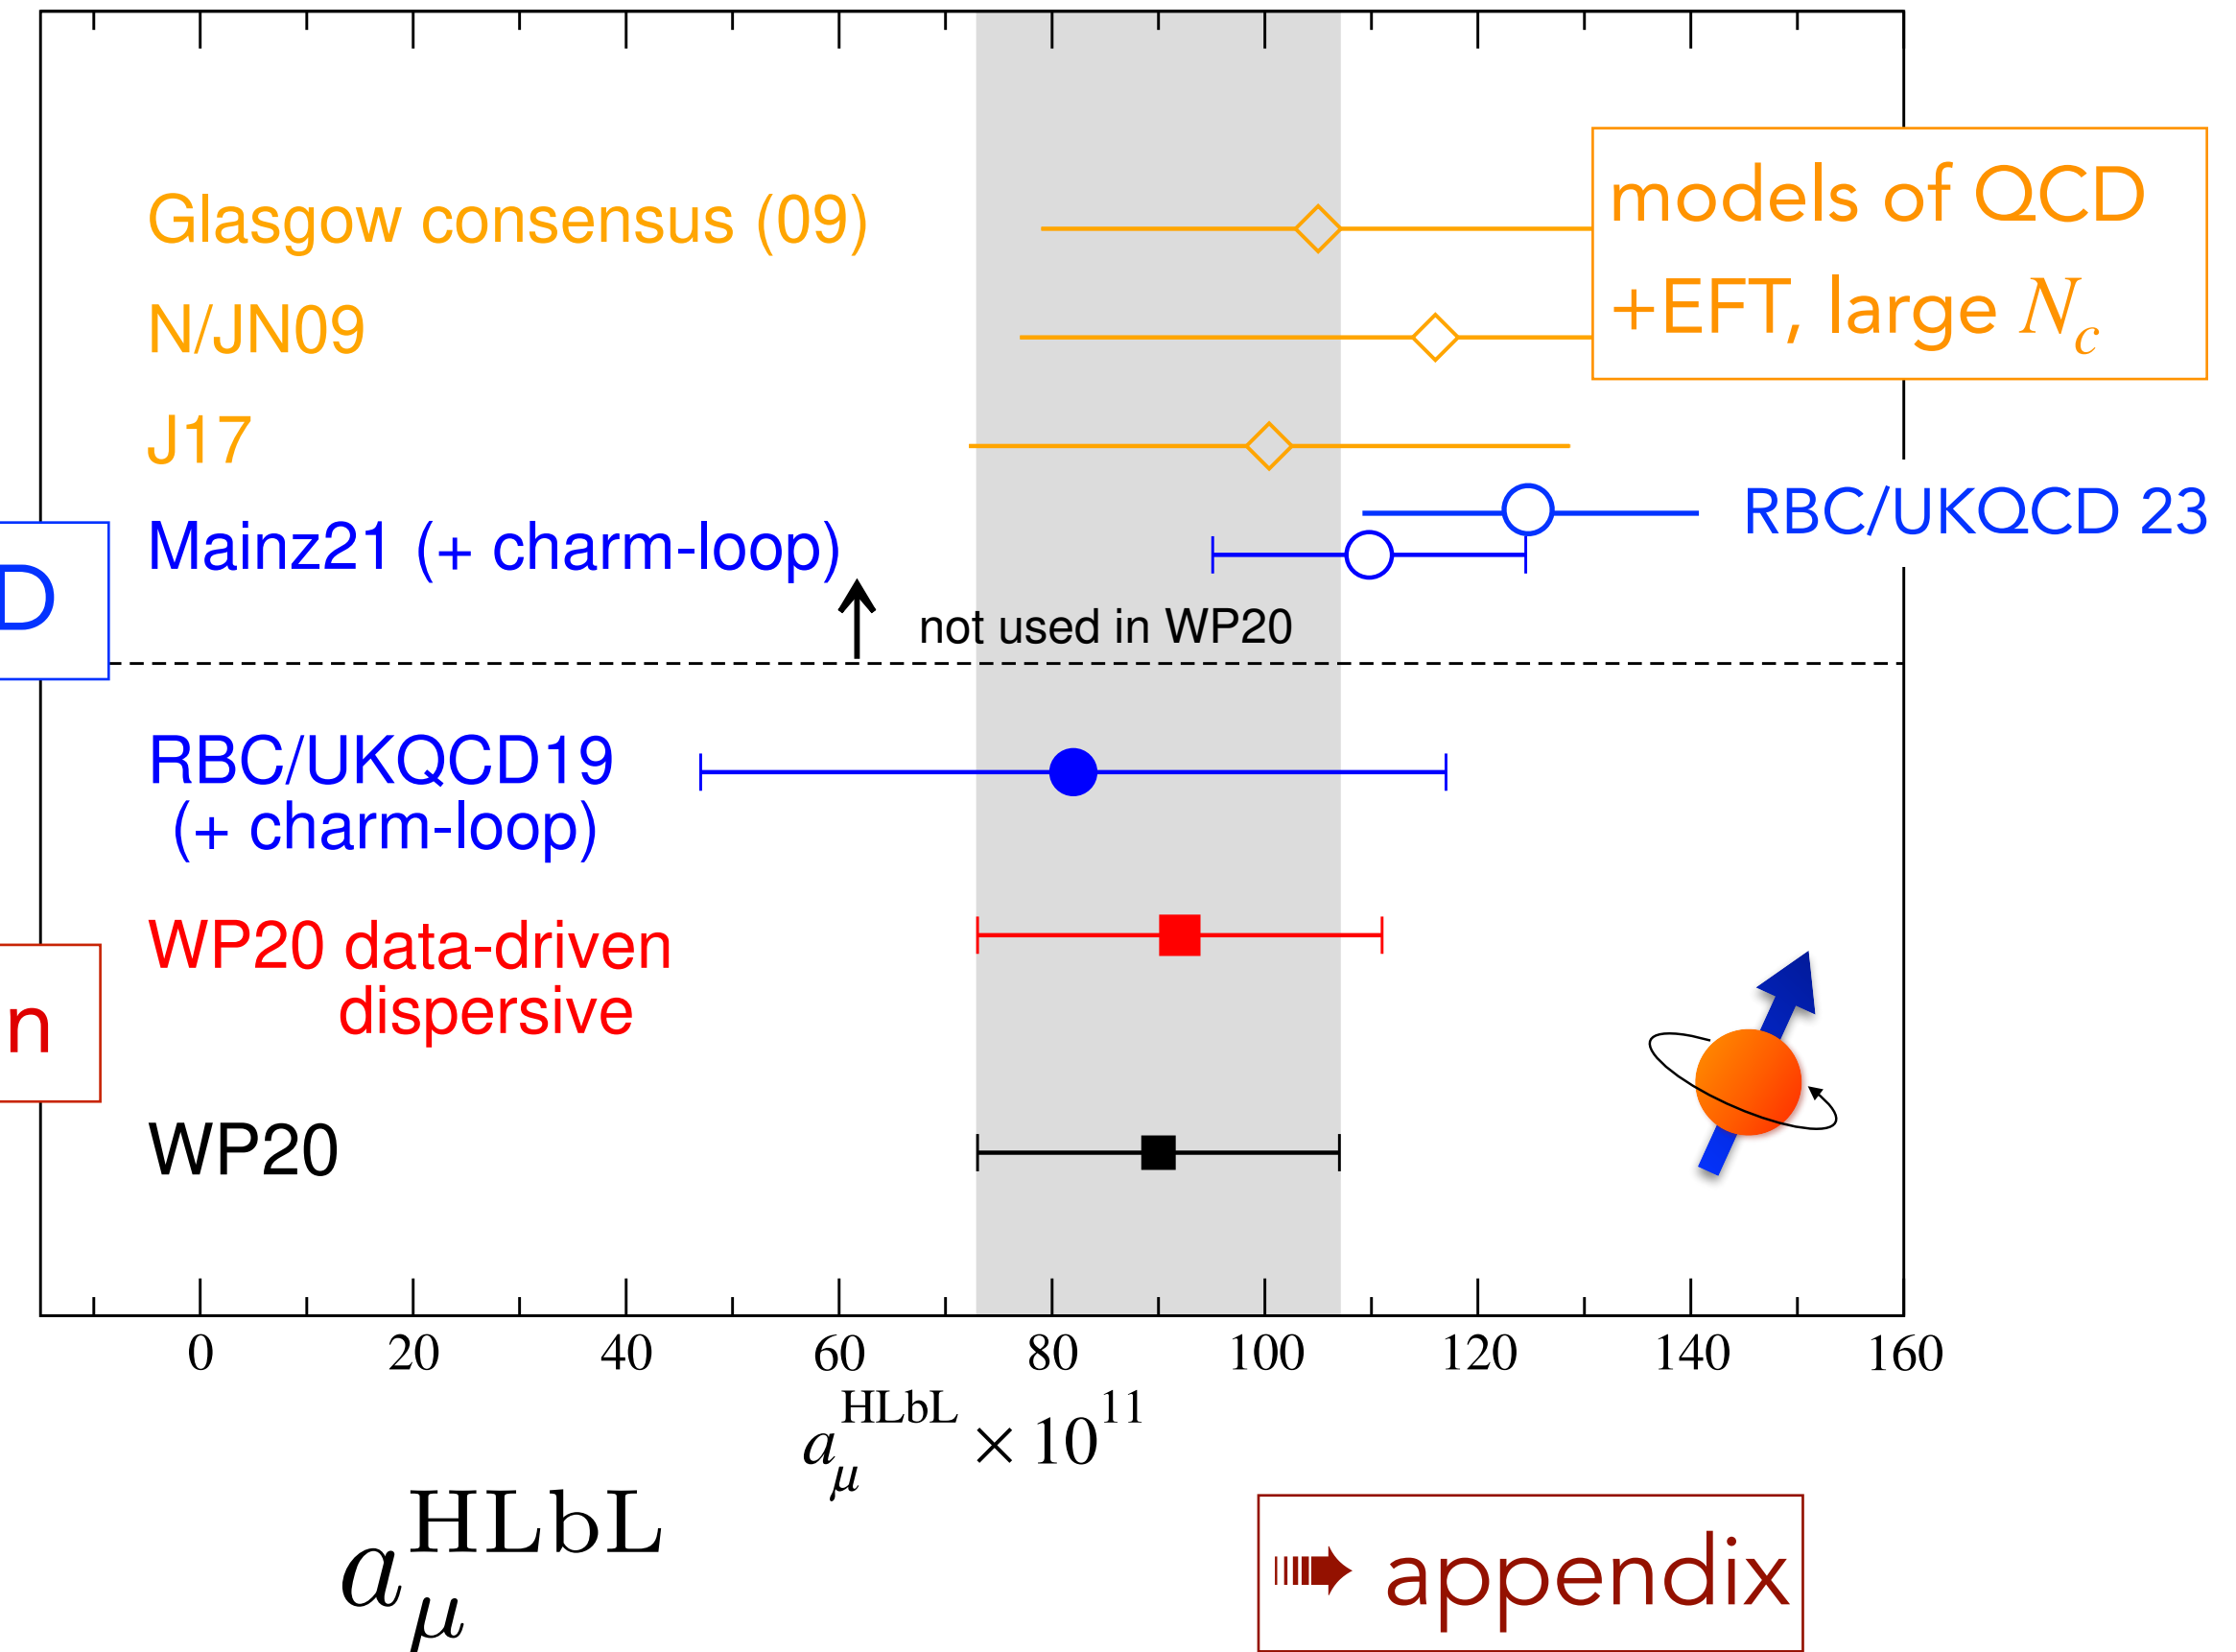 Glasgow consensus (09)
models of QCD
+EFT, large N_c
N/JN09
J17
RBC/UKQCD 23
Mainz21 (+ charm-loop)
D
not used in WP20
RBC/UKQCD19
(+ charm-loop)
WP20 data-driven
dispersive
n
WP20
0 20 40 60 80 100 120 140 160
a_μ^HLbL × 10^11
a_μ^HLbL
appendix